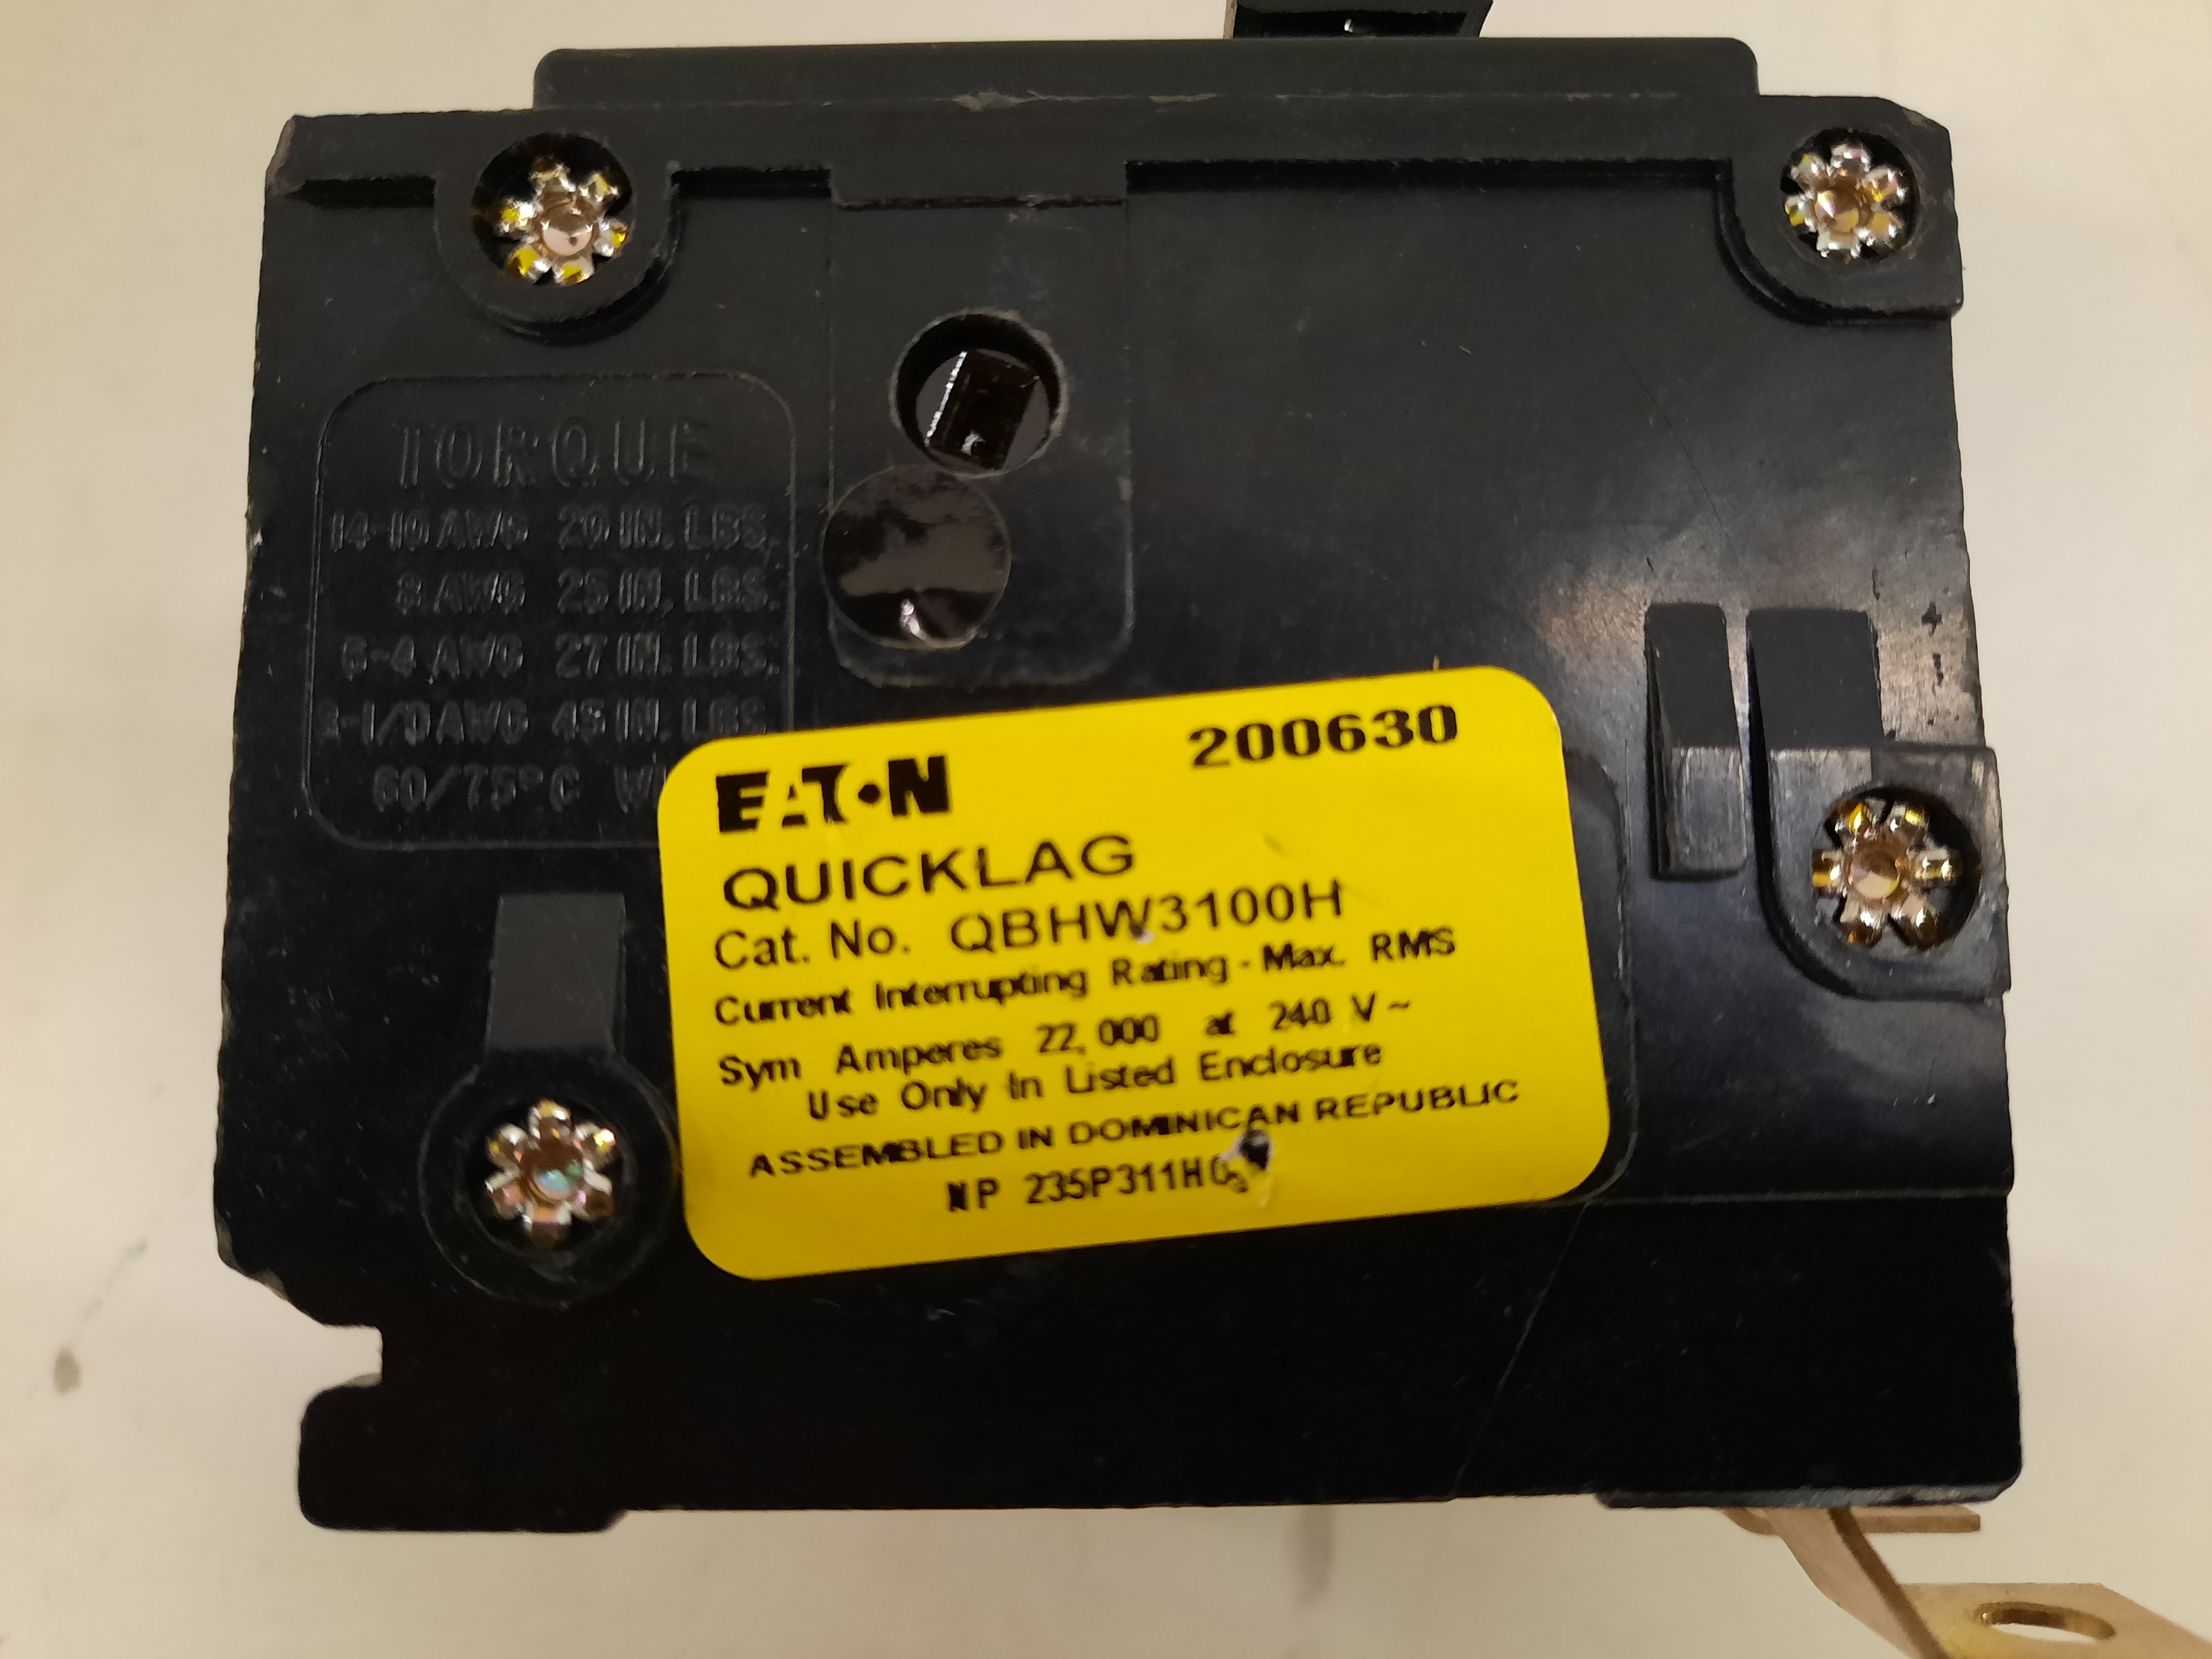 TORQUE
14-10 AWG 20 IN. LBS.
8 AWG 25 IN. LBS.
6-4 AWG 27 IN. LBS.
-1/0 AWG 45 IN. LBS.
60/75°C
EATON 200630
QUICKLAG
Cat. No. QBHW3100H
Current Interrupting Rating - Max. RMS
Sym Amperes 22,000 at 240 V~
Use Only In Listed Enclosure
ASSEMBLED IN DOMINICAN REPUBLIC
NP 235P311H